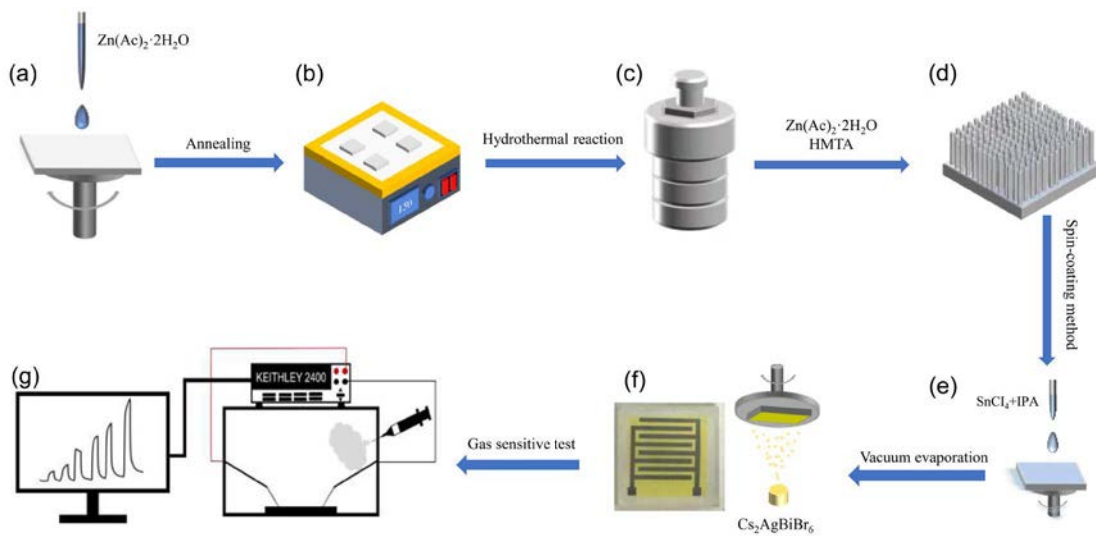 Zn(Ac)₂·2H₂O
(a)
Annealing
(b)
150
Hydrothermal reaction
(c)
Zn(Ac)₂·2H₂O
HMTA
(d)
Spin-coating
method
(e)
SnCl₄+IPA
Vacuum evaporation
(f)
Cs₂AgBiBr₆
Gas sensitive test
(g)
KEITHLEY 2400